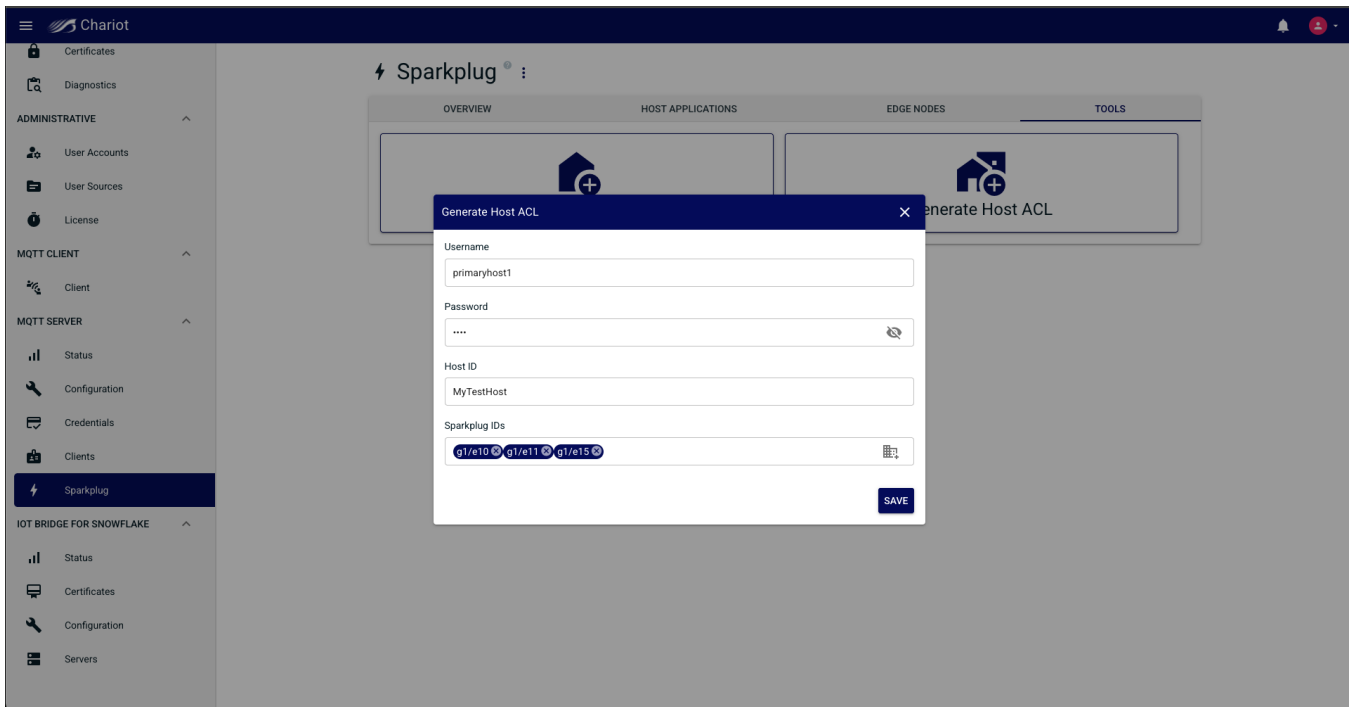 Chariot
Certificates
Diagnostics
ADMINISTRATIVE
User Accounts
User Sources
License
MQTT CLIENT
Client
MQTT SERVER
Status
Configuration
Credentials
Clients
Sparkplug
IOT BRIDGE FOR SNOWFLAKE
Status
Certificates
Configuration
Servers
Sparkplug
OVERVIEW HOST APPLICATIONS EDGE NODES TOOLS
enerate Host ACL
Generate Host ACL
Username
primaryhost1
Password
••••
Host ID
MyTestHost
Sparkplug IDs
g1/e10 g1/e11 g1/e15
SAVE